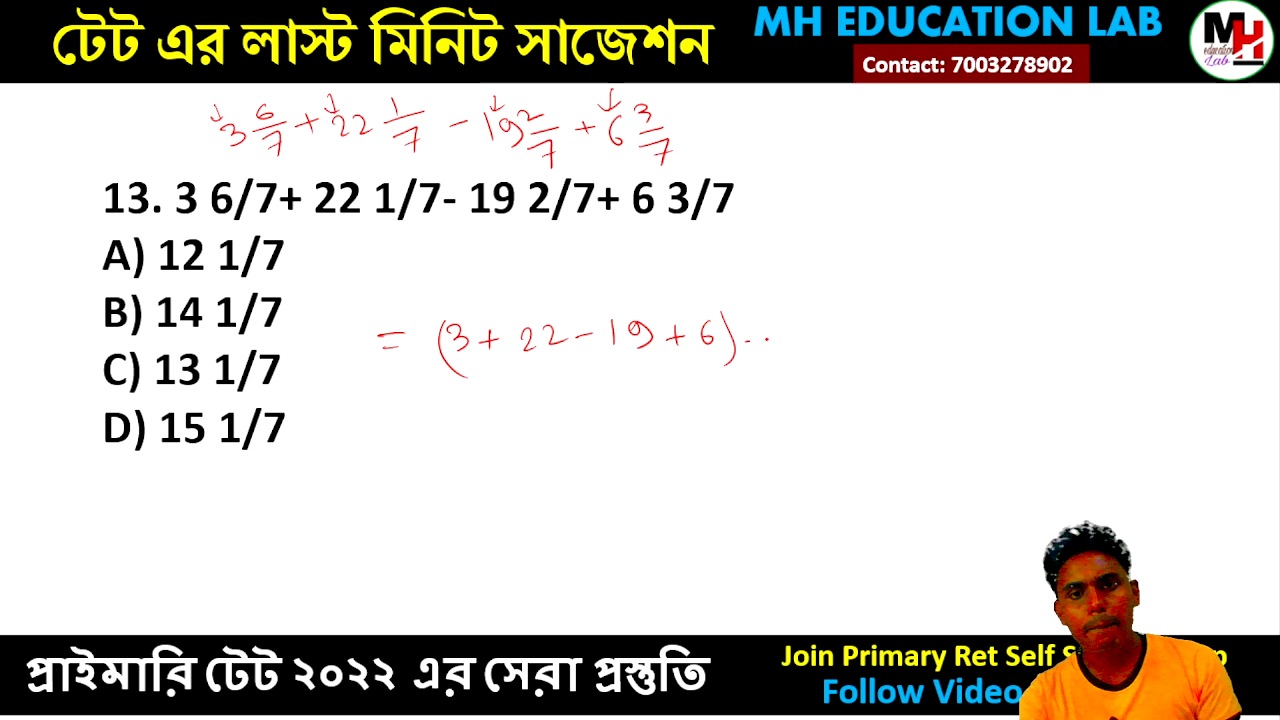 টেট এর লাস্ট মিনিট সাজেশন
MH EDUCATION LAB
Contact: 7003278902
MH
education
Lab
3 6/7 + 22 1/7 - 19 2/7 + 6 3/7
13. 3 6/7+ 22 1/7- 19 2/7+ 6 3/7
A) 12 1/7
B) 14 1/7
C) 13 1/7
D) 15 1/7
= (3 + 22 - 19 + 6) ..
প্রাইমারি টেট ২০২২ এর সেরা প্রস্তুতি
Join Primary Ret Self
Follow Video